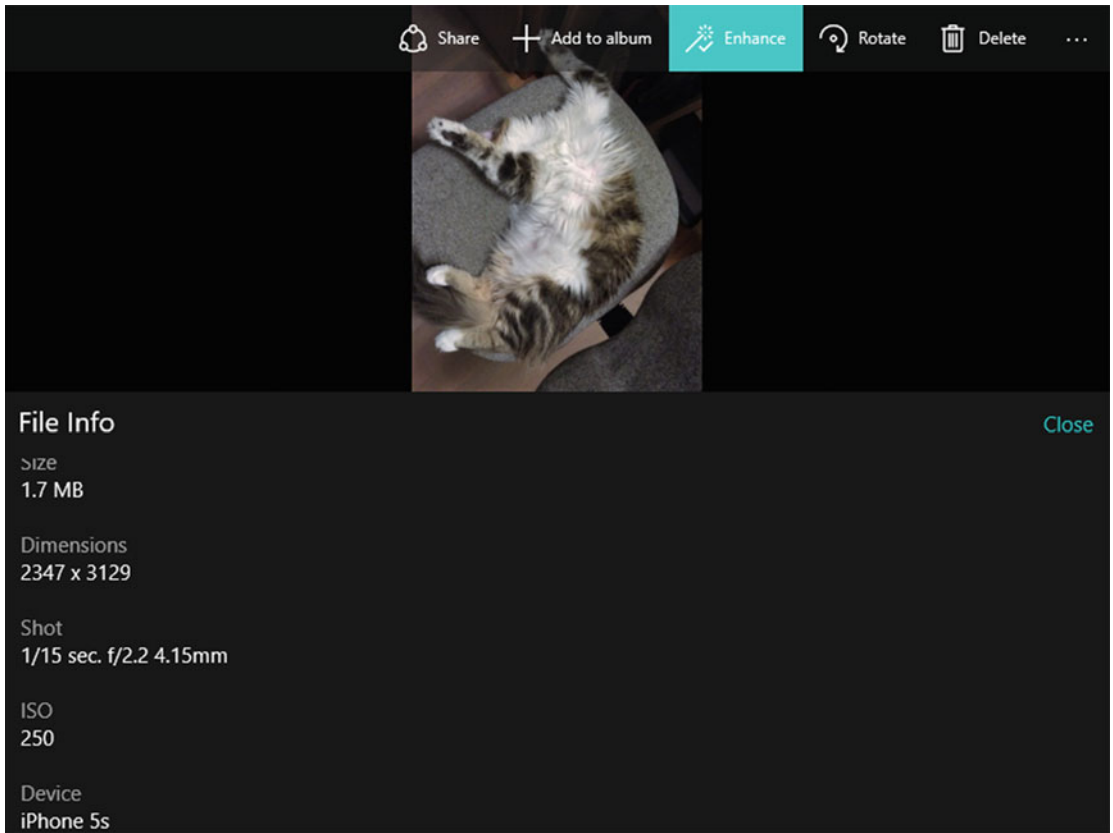 Share Add to album Enhance Rotate Delete ...
File Info Close
Size
1.7 MB
Dimensions
2347 x 3129
Shot
1/15 sec. f/2.2 4.15mm
ISO
250
Device
iPhone 5s